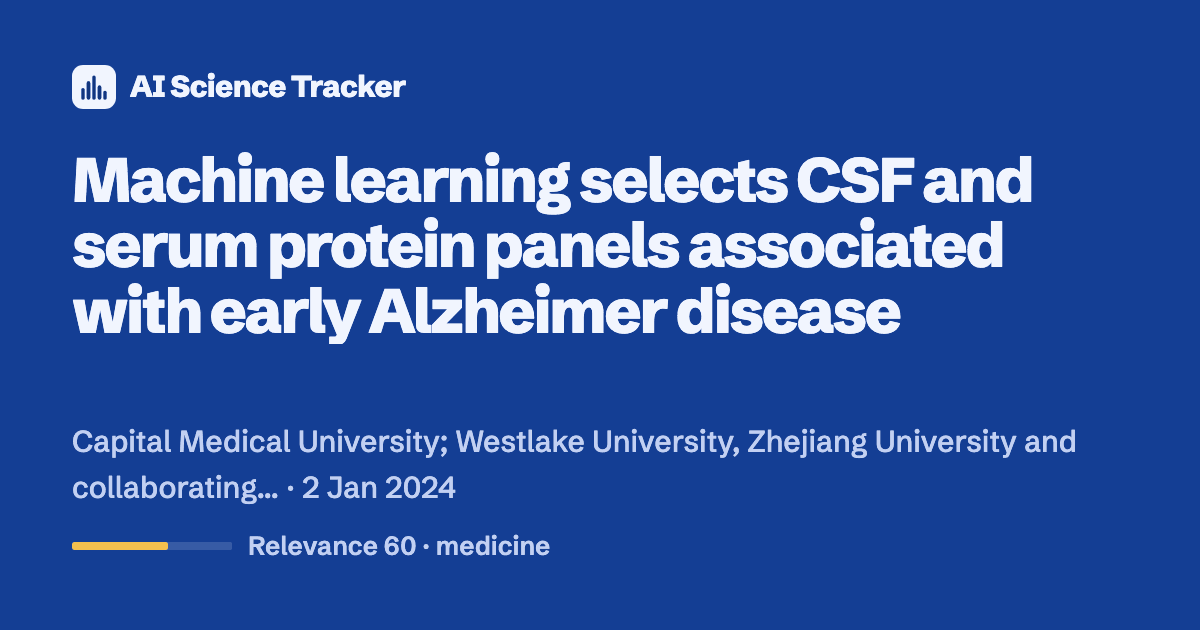 AI Science Tracker
Machine learning selects CSF and
serum protein panels associated
with early Alzheimer disease
Capital Medical University; Westlake University, Zhejiang University and
collaborating... · 2 Jan 2024
Relevance 60 · medicine